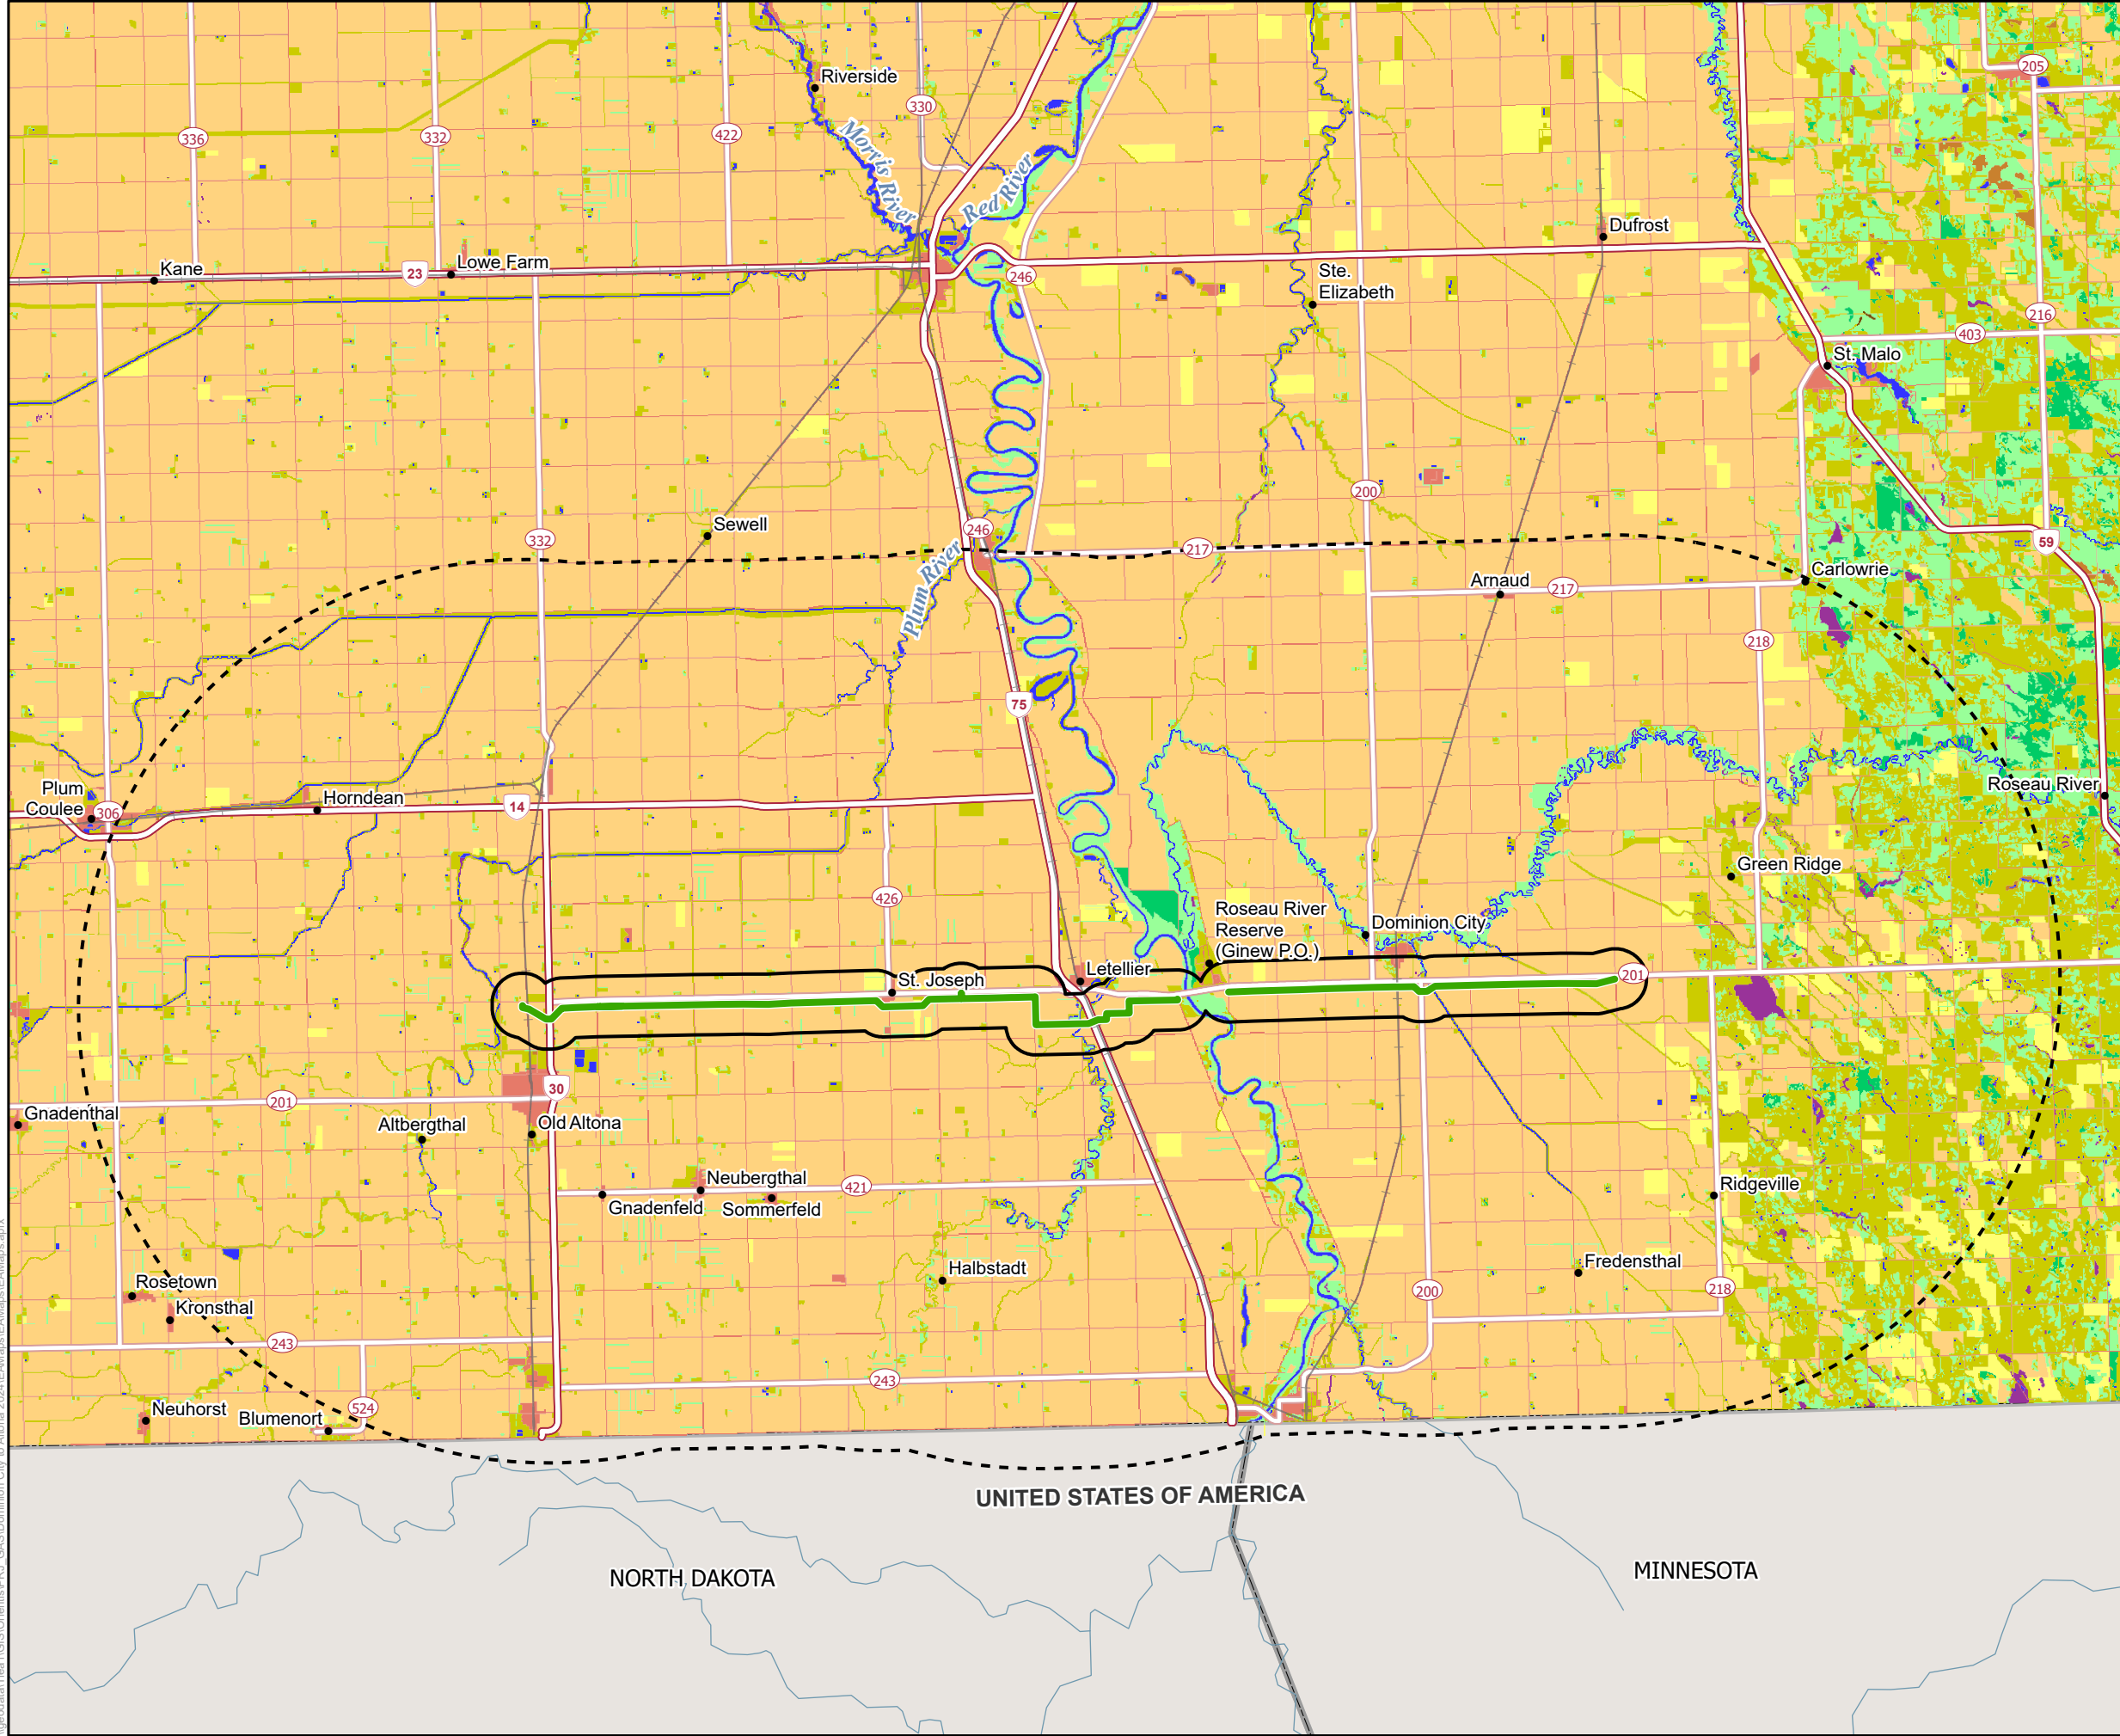 205
Riverside
330
336
332
422
Morris River
Red River
Dufrost
Kane
23
Lowe Farm
246
Ste.
Elizabeth
216
403
St. Malo
200
Sewell
332
246
217
59
Plum River
Arnaud
217
Carlowrie
218
75
Plum
Coulee
306
Horndean
14
Roseau River
Green Ridge
426
Roseau River
Reserve
(Ginew P.O.)
Dominion City
Letellier
St. Joseph
201
30
201
Gnadenthal
Altbergthal
Old Altona
Neubergthal
421
Gnadenfeld
Sommerfeld
Ridgeville
Halbstadt
Fredensthal
Rosetown
Kronsthal
200
218
243
243
524
Neuhorst
Blumenort
UNITED STATES OF AMERICA
NORTH DAKOTA
MINNESOTA